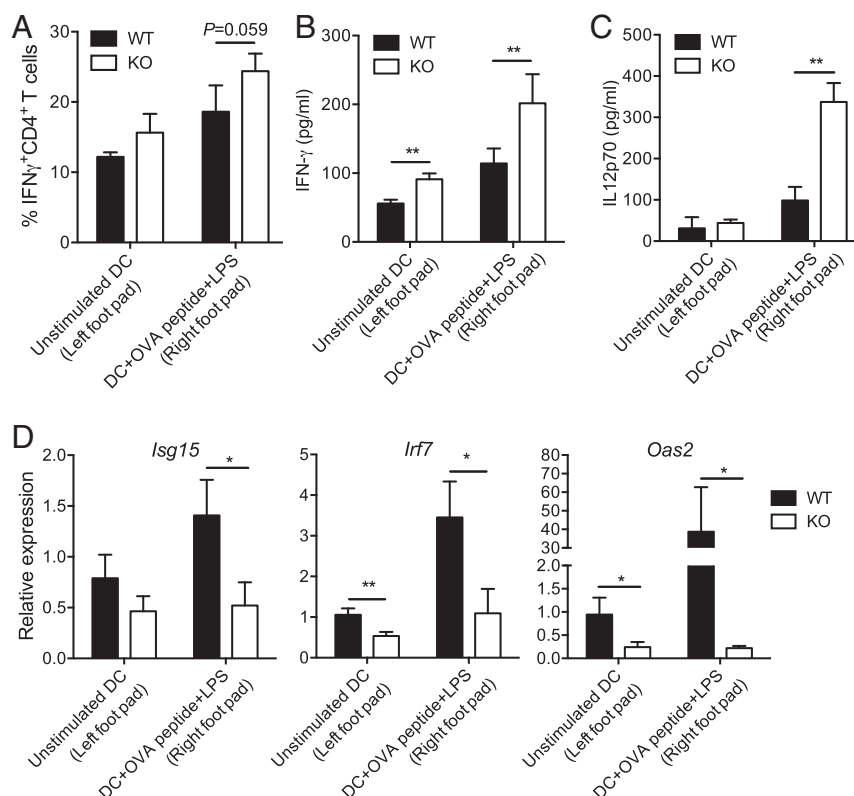 A
% IFNγ⁺CD4⁺ T cells
30
20
10
0
WT
KO
P=0.059
Unstimulated DC
(Left foot pad)
DC+OVA peptide+LPS
(Right foot pad)
B
IFN-γ (pg/ml)
300
200
100
0
WT
KO
**
**
Unstimulated DC
(Left foot pad)
DC+OVA peptide+LPS
(Right foot pad)
C
IL12p70 (pg/ml)
500
400
300
200
100
0
WT
KO
**
Unstimulated DC
(Left foot pad)
DC+OVA peptide+LPS
(Right foot pad)
D
Relative expression
Isg15
2.0
1.5
1.0
0.5
0.0
*
Unstimulated DC
(Left foot pad)
DC+OVA peptide+LPS
(Right foot pad)
Irf7
5
4
3
2
1
0
**
*
Unstimulated DC
(Left foot pad)
DC+OVA peptide+LPS
(Right foot pad)
Oas2
80
70
60
50
40
30
2.0
1.5
1.0
0.5
0.0
*
*
Unstimulated DC
(Left foot pad)
DC+OVA peptide+LPS
(Right foot pad)
WT
KO